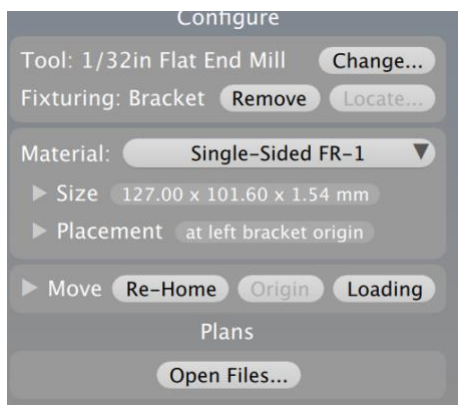 Configure
Tool: 1/32in Flat End Mill Change...
Fixturing: Bracket Remove Locate...
Material: Single-Sided FR-1
Size 127.00 x 101.60 x 1.54 mm
Placement at left bracket origin
Move Re-Home Origin Loading
Plans
Open Files...